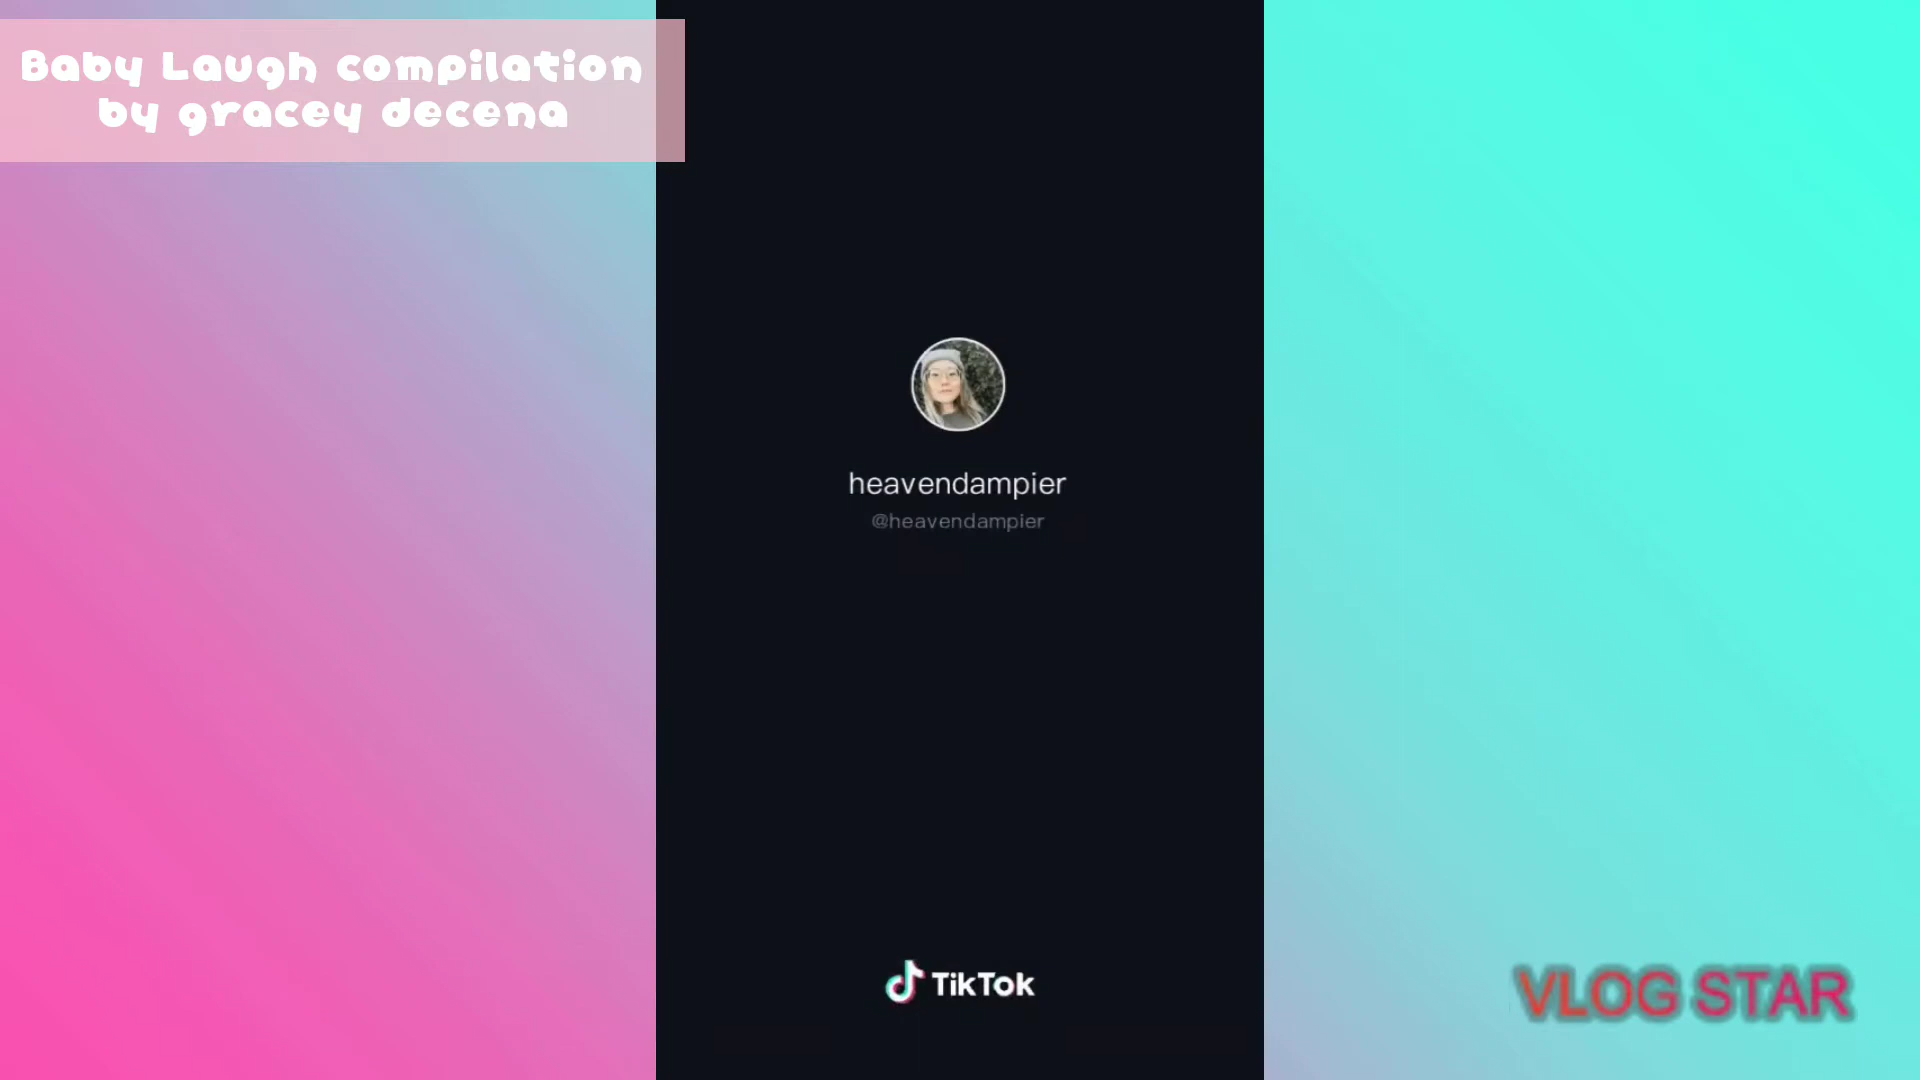 Baby Laugh compilation
by gracey decena
heavendampier
@heavendampier
TikTok
VLOG STAR